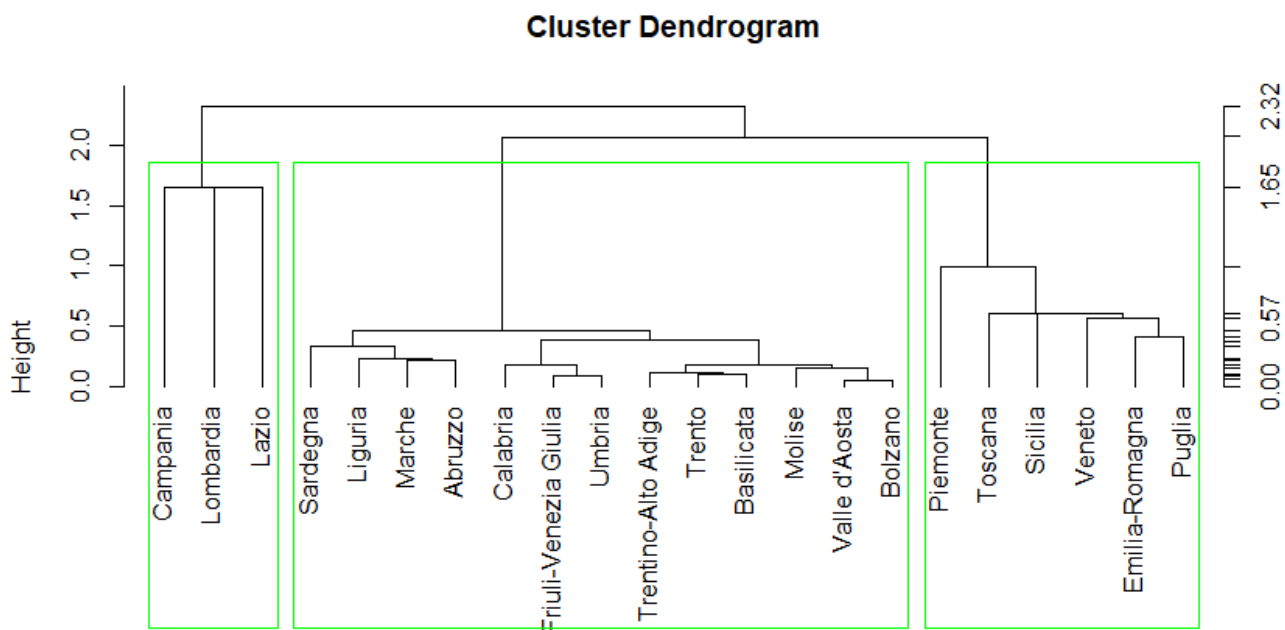 Cluster Dendrogram
Height
0.0
0.5
1.0
1.5
2.0
0.00
0.57
1.65
2.32
Campania
Lombardia
Lazio
Sardegna
Liguria
Marche
Abruzzo
Calabria
Friuli-Venezia Giulia
Umbria
Trentino-Alto Adige
Trento
Basilicata
Molise
Valle d'Aosta
Bolzano
Piemonte
Toscana
Sicilia
Veneto
Emilia-Romagna
Puglia